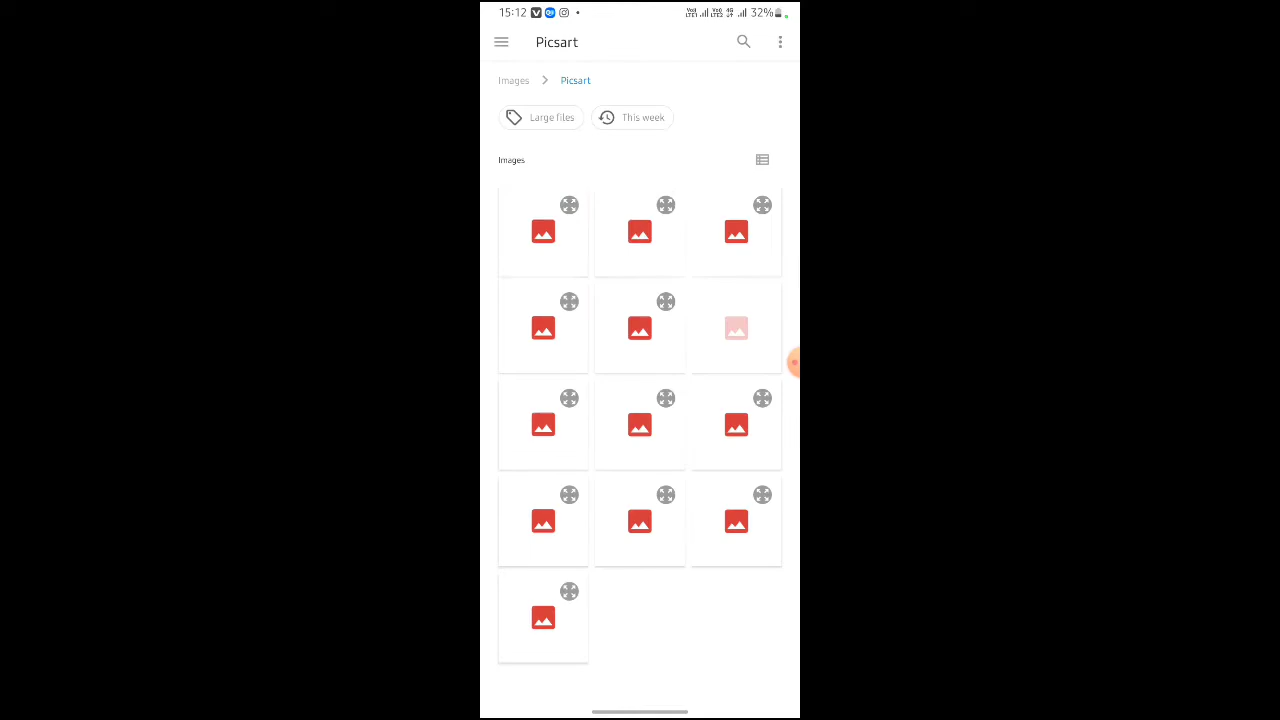 15:12 32%
Picsart
Images Picsart
Large files This week
Images